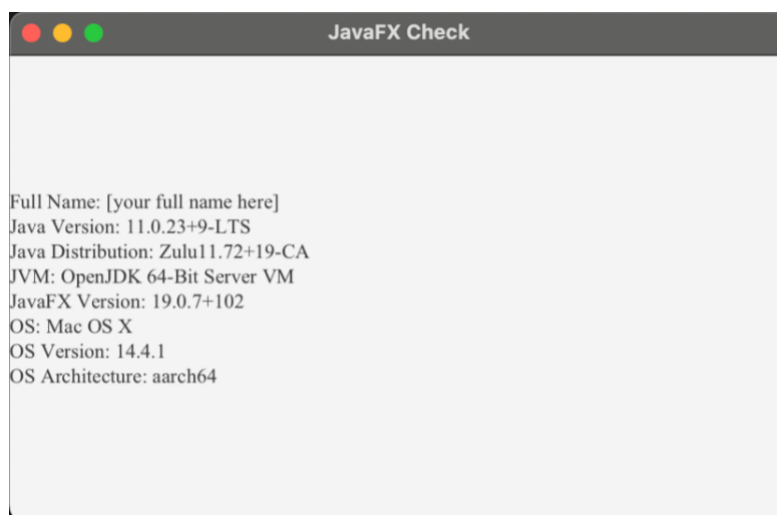 JavaFX Check
Full Name: [your full name here]
Java Version: 11.0.23+9-LTS
Java Distribution: Zulu11.72+19-CA
JVM: OpenJDK 64-Bit Server VM
JavaFX Version: 19.0.7+102
OS: Mac OS X
OS Version: 14.4.1
OS Architecture: aarch64